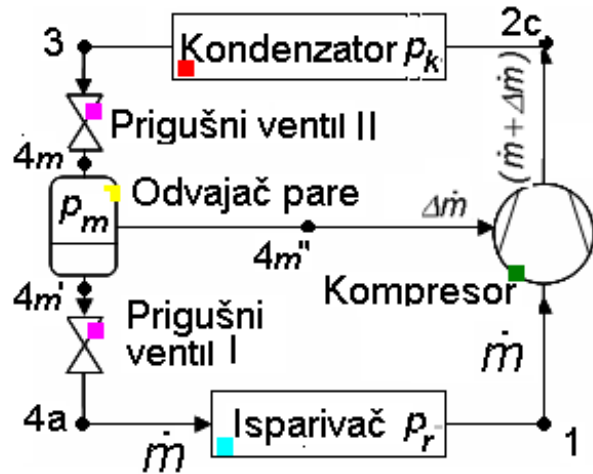 3
2c
Kondenzator pk
(ṁ + Δṁ)
Prigušni ventil II
4m
Odvajač pare
pm
Δṁ
4m"
4m'
Kompresor
Prigušni
ventil I
ṁ
4a
Isparivač pr
1
ṁ